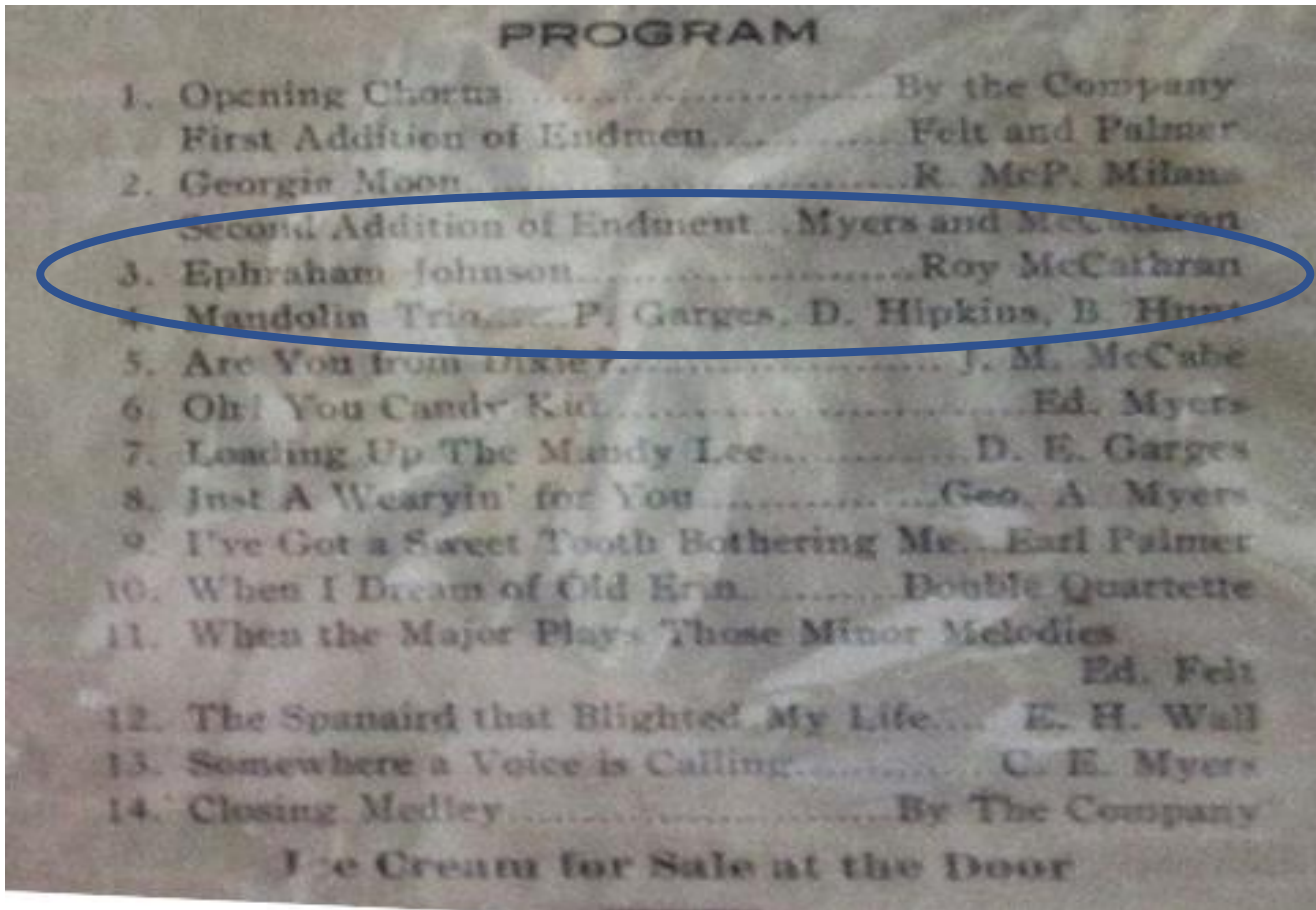 PROGRAM
1. Opening Chorus.......................... By the Company
First Addition of Endmen............ Felt and Palmer
2. Georgie Moon..............................R. McP. Milans
Second Addition of Endment...Myers and McCathran
3. Ephraham Johnson........................Roy McCathran
4. Mandolin Trio.......P. Garges, D. Hipkins, B. Hunt
5. Are You from Dixie?....................... J. M. McCabe
6. Oh! You Candy Kid..............................Ed. Myers
7. Loading Up The Mandy Lee...............D. E. Garges
8. Just A Wearyin' for You.................Geo. A. Myers
9. I've Got a Sweet Tooth Bothering Me...Earl Palmer
10. When I Dream of Old Erin...........Double Quartette
11. When the Major Plays Those Minor Melodies
Ed. Felt
12. The Spanaird that Blighted My Life.... E. H. Wall
13. Somewhere a Voice is Calling............. C. E. Myers
14. Closing Medley............................By The Company
Ice Cream for Sale at the Door